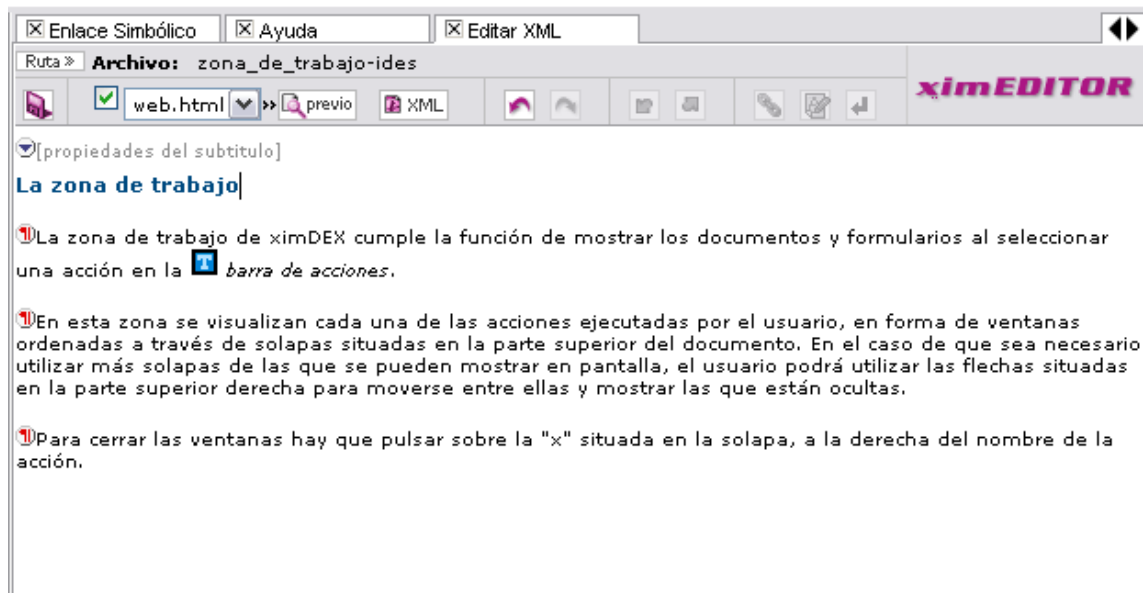 Enlace Simbólico Ayuda Editar XML
Ruta » Archivo: zona_de_trabajo-ides
web.html » previo XML ximEDITOR
[propiedades del subtitulo]
La zona de trabajo
La zona de trabajo de ximDEX cumple la función de mostrar los documentos y formularios al seleccionar
una acción en la T barra de acciones.
En esta zona se visualizan cada una de las acciones ejecutadas por el usuario, en forma de ventanas
ordenadas a través de solapas situadas en la parte superior del documento. En el caso de que sea necesario
utilizar más solapas de las que se pueden mostrar en pantalla, el usuario podrá utilizar las flechas situadas
en la parte superior derecha para moverse entre ellas y mostrar las que están ocultas.
Para cerrar las ventanas hay que pulsar sobre la "x" situada en la solapa, a la derecha del nombre de la
acción.